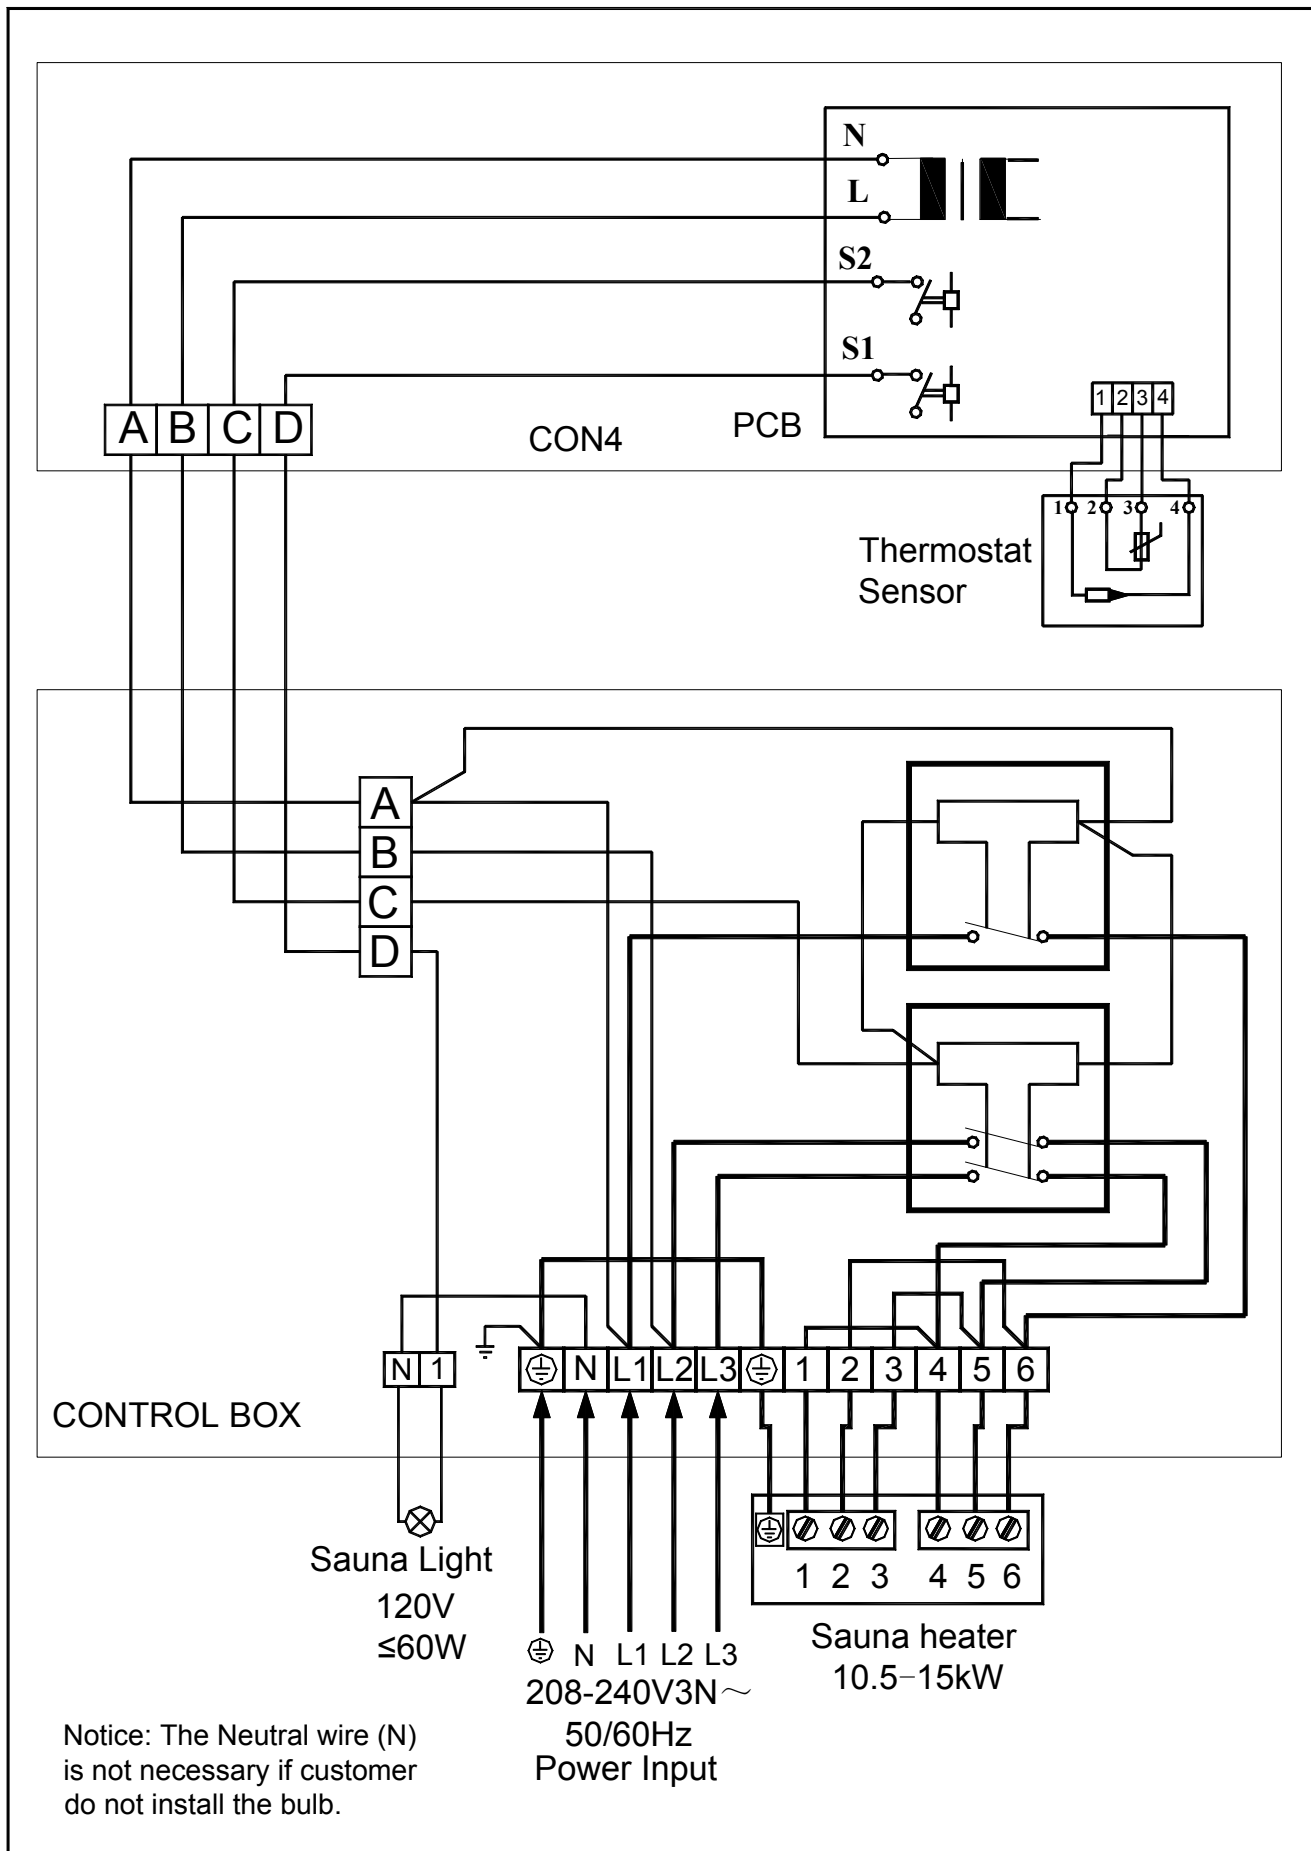 N
L
S2
S1
1 2 3 4
A B C D
CON4
PCB
1 2 3 4
Thermostat
Sensor
A
B
C
D
N 1
N L1 L2 L3 1 2 3 4 5 6
CONTROL BOX
Sauna Light
120V
≤60W
1 2 3 4 5 6
N L1 L2 L3
Sauna heater
10.5-15kW
208-240V3N~
50/60Hz
Power Input
Notice: The Neutral wire (N)
is not necessary if customer
do not install the bulb.